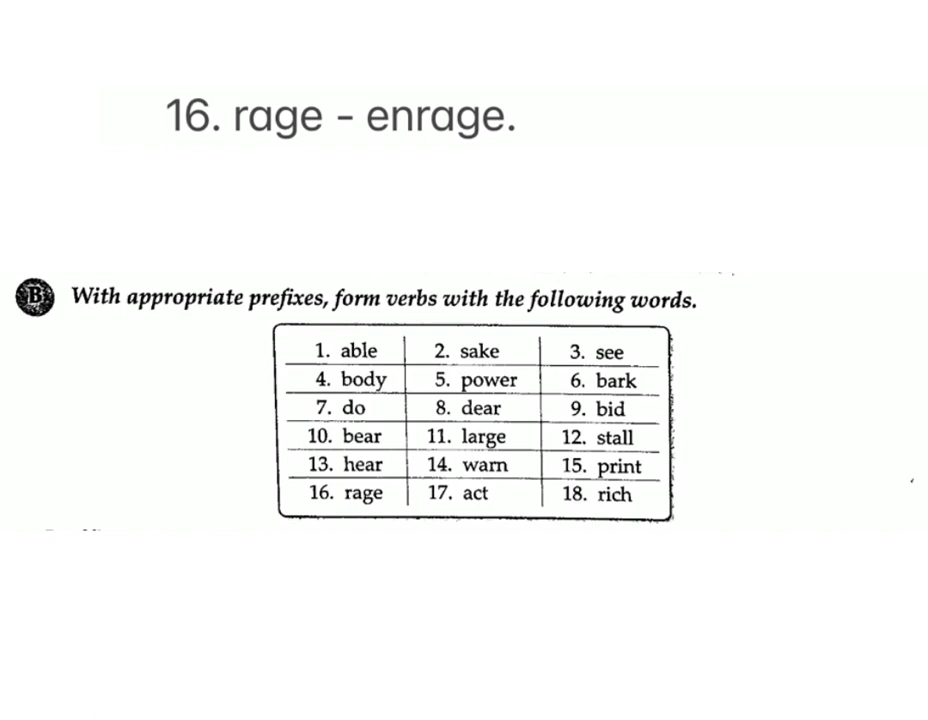 16. rage - enrage.
B With appropriate prefixes, form verbs with the following words.
1. able 2. sake 3. see
4. body 5. power 6. bark
7. do 8. dear 9. bid
10. bear 11. large 12. stall
13. hear 14. warn 15. print
16. rage 17. act 18. rich